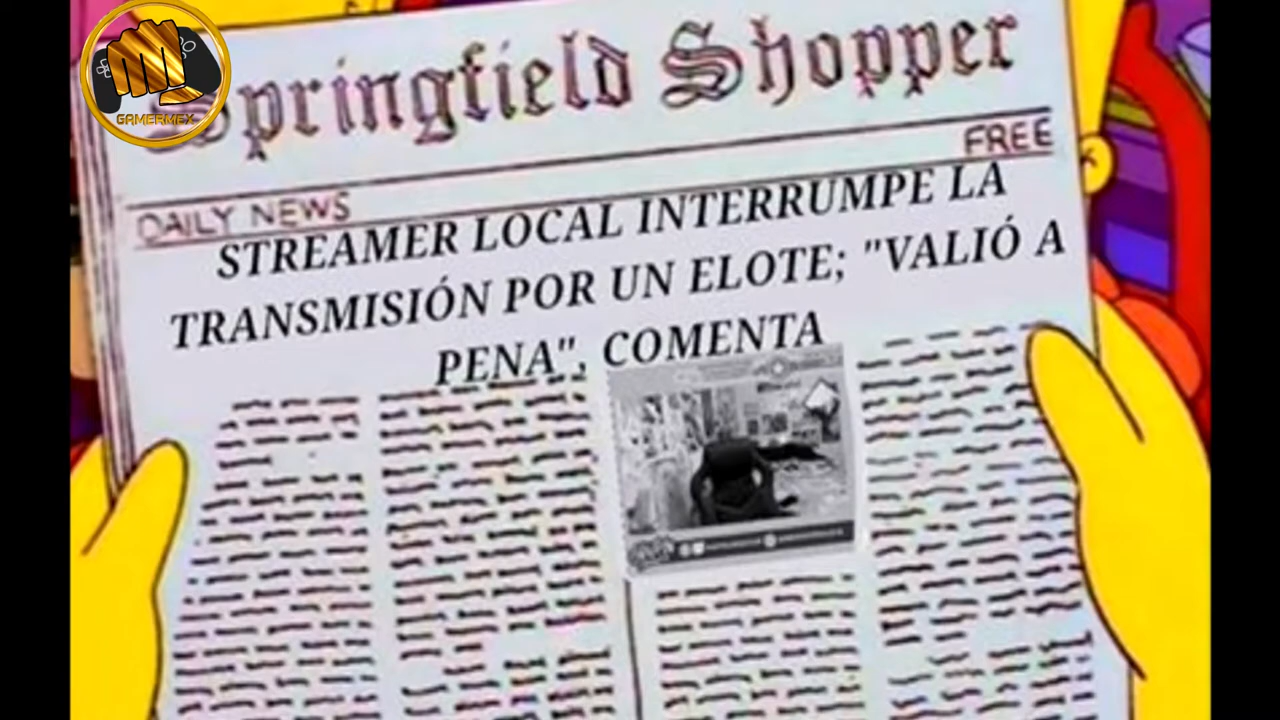 GAMERMEX
Springfield Shopper
FREE
DAILY NEWS
STREAMER LOCAL INTERRUMPE LA
TRANSMISIÓN POR UN ELOTE; "VALIÓ A
PENA", COMENTA